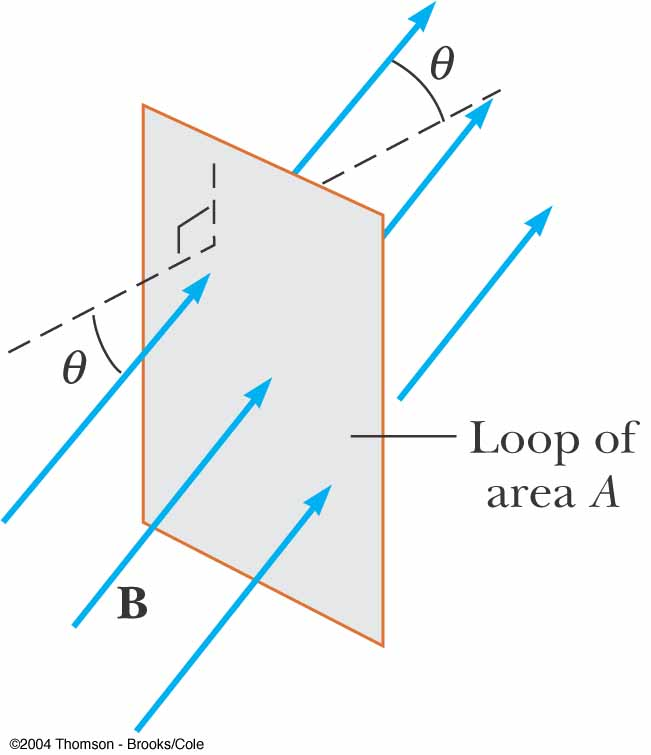 θ
θ
Loop of
area A
B
©2004 Thomson - Brooks/Cole